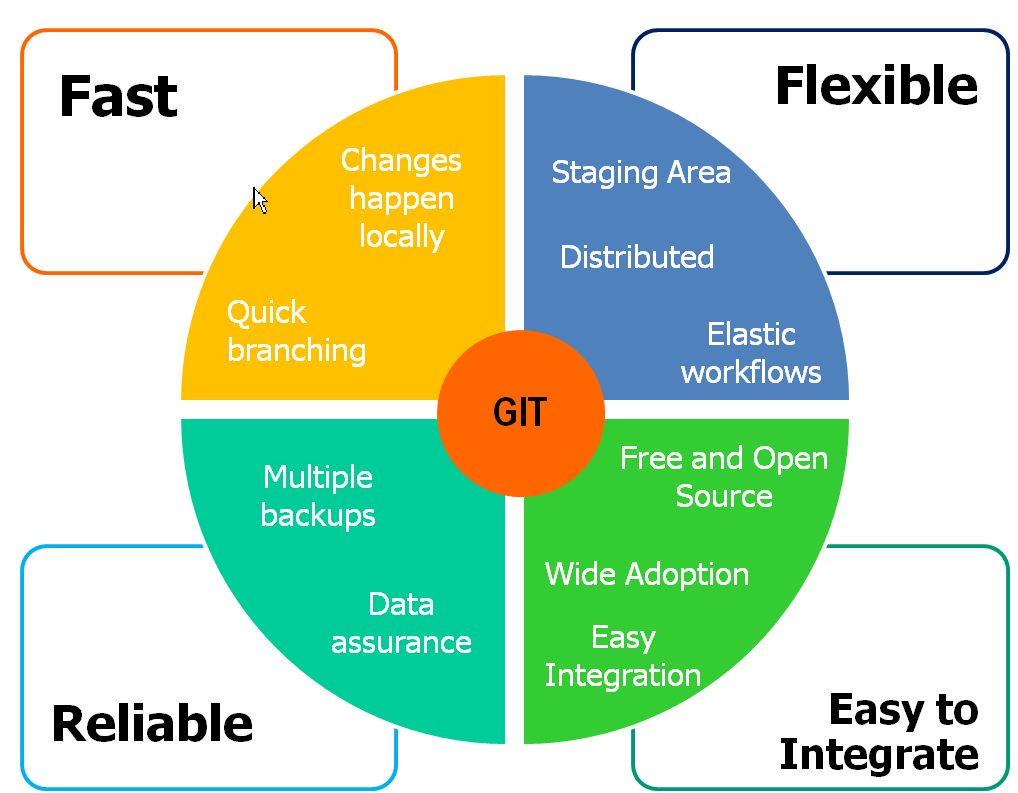 Fast
Changes
happen
locally
Quick
branching
Flexible
Staging Area
Distributed
Elastic
workflows
GIT
Multiple
backups
Data
assurance
Reliable
Free and Open
Source
Wide Adoption
Easy
Integration
Easy to
Integrate